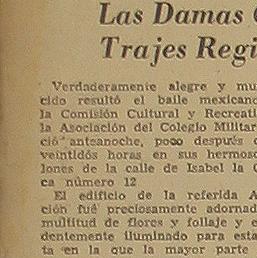 Las Damas
Trajes Regi
Verdaderamente alegre y mu
cido resultó el baile mexicano
la Comisión Cultural y Recreati
la Asociación del Colegio Militar
ció anteanoche, poco después d
veintidós horas en sus hermoso
lones de la calle de Isabel la C
ca número 12
El edificio de la referida A
ción fué preciosamente adornad
multitud de flores y follaje y e
dentemente iluminado para esta
ta en la que la mayor parte